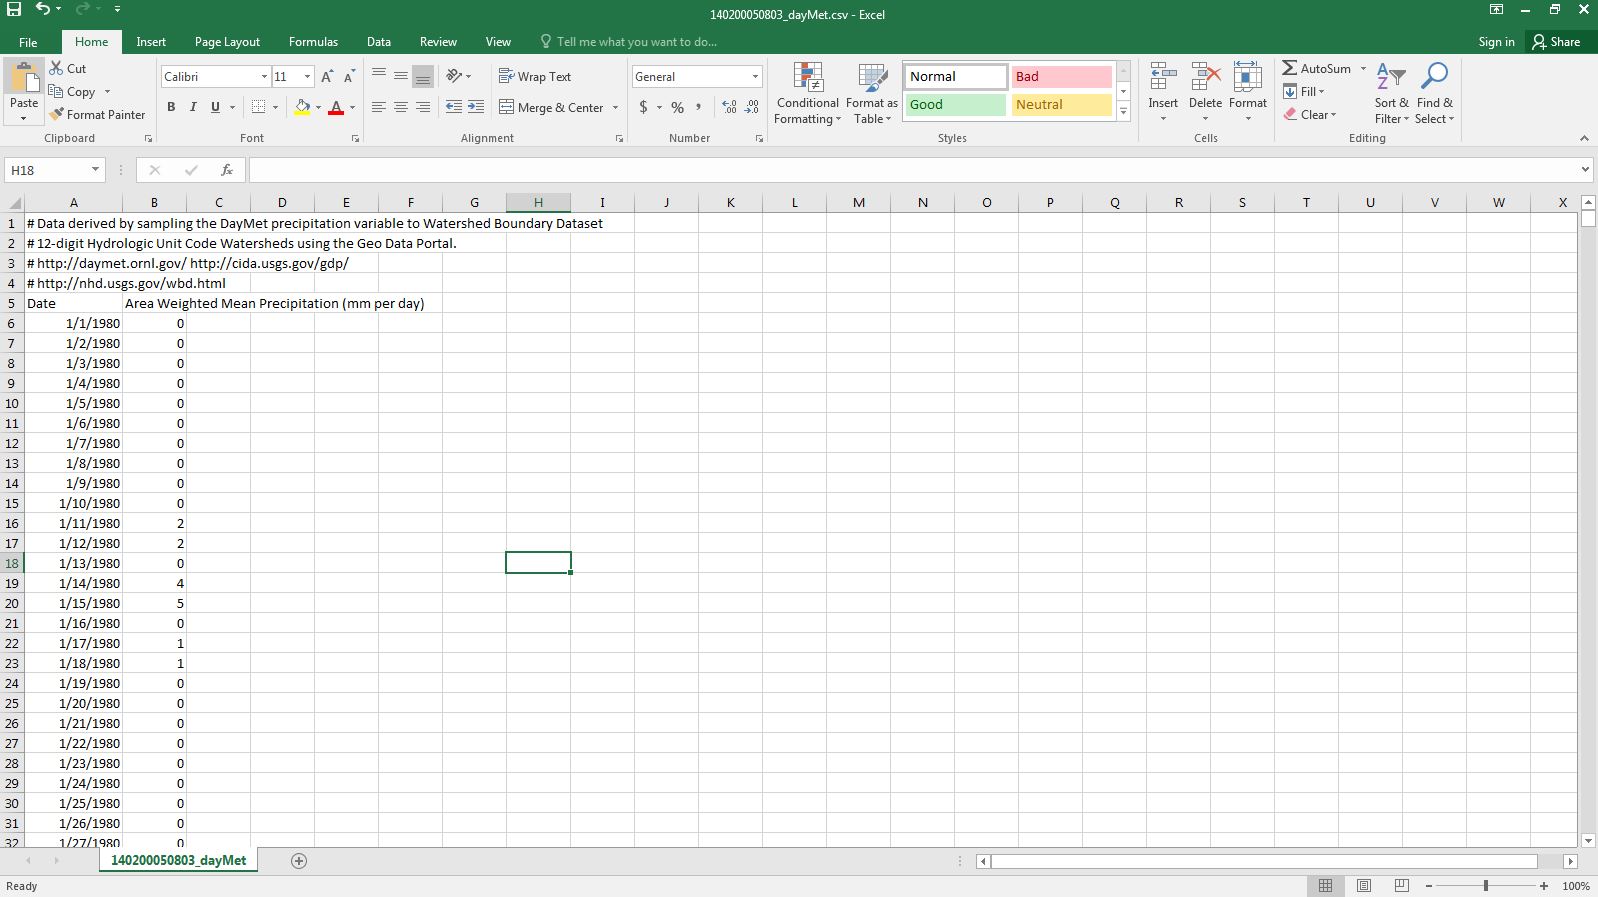 140200050803_dayMet.csv - Excel
File Home Insert Page Layout Formulas Data Review View Tell me what you want to do... Sign in Share
Paste
Cut
Copy
Format Painter
Clipboard
Calibri 11 A A
B I U A
Font
Wrap Text
Merge & Center
Alignment
General
$ % , .0 .00 .00 .0
Number
Conditional Formatting
Format as Table
Normal Bad
Good Neutral
Styles
Insert Delete Format
Cells
AutoSum
Fill
Clear
Sort & Filter
Find & Select
Editing
H18 fx
A B C D E F G H I J K L M N O P Q R S T U V W X
1 # Data derived by sampling the DayMet precipitation variable to Watershed Boundary Dataset
2 # 12-digit Hydrologic Unit Code Watersheds using the Geo Data Portal.
3 # http://daymet.ornl.gov/ http://cida.usgs.gov/gdp/
4 # http://nhd.usgs.gov/wbd.html
5 Date Area Weighted Mean Precipitation (mm per day)
6 1/1/1980 0
7 1/2/1980 0
8 1/3/1980 0
9 1/4/1980 0
10 1/5/1980 0
11 1/6/1980 0
12 1/7/1980 0
13 1/8/1980 0
14 1/9/1980 0
15 1/10/1980 0
16 1/11/1980 2
17 1/12/1980 2
18 1/13/1980 0
19 1/14/1980 4
20 1/15/1980 5
21 1/16/1980 0
22 1/17/1980 1
23 1/18/1980 1
24 1/19/1980 0
25 1/20/1980 0
26 1/21/1980 0
27 1/22/1980 0
28 1/23/1980 0
29 1/24/1980 0
30 1/25/1980 0
31 1/26/1980 0
32 1/27/1980 0
140200050803_dayMet
Ready 100%